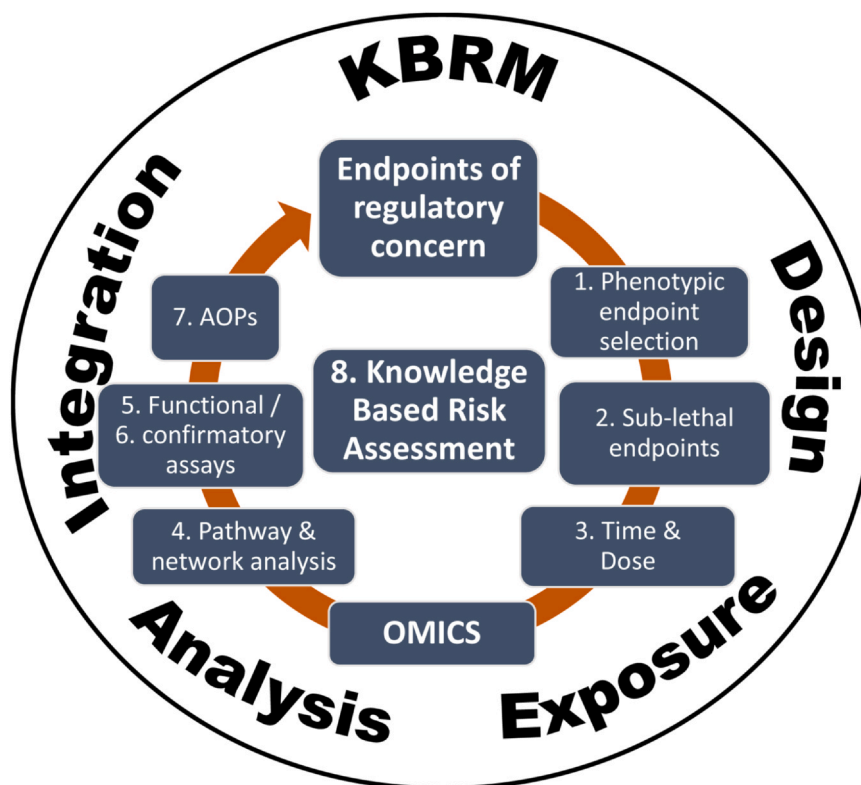 KBRM
Endpoints of
regulatory
concern
Design
1. Phenotypic
endpoint
selection
2. Sub-lethal
endpoints
3. Time &
Dose
Exposure
OMICS
Analysis
4. Pathway &
network analysis
5. Functional /
6. confirmatory
assays
Integration
7. AOPs
8. Knowledge
Based Risk
Assessment